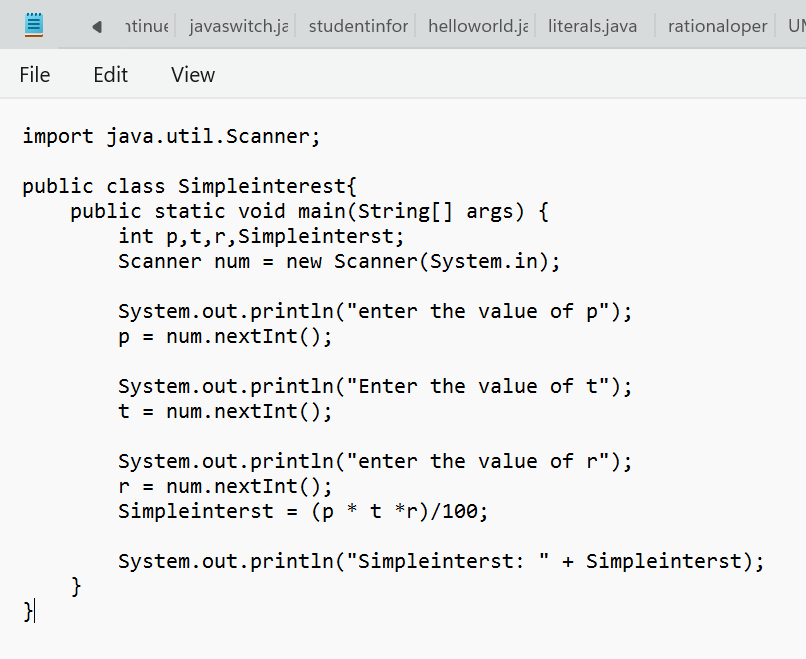 ntinue javaswitch.ja studentinfor helloworld.ja literals.java rationaloper UM
File Edit View
import java.util.Scanner;
public class Simpleinterest{
public static void main(String[] args) {
int p,t,r,Simpleinterst;
Scanner num = new Scanner(System.in);
System.out.println("enter the value of p");
p = num.nextInt();
System.out.println("Enter the value of t");
t = num.nextInt();
System.out.println("enter the value of r");
r = num.nextInt();
Simpleinterst = (p * t *r)/100;
System.out.println("Simpleinterst: " + Simpleinterst);
}
}